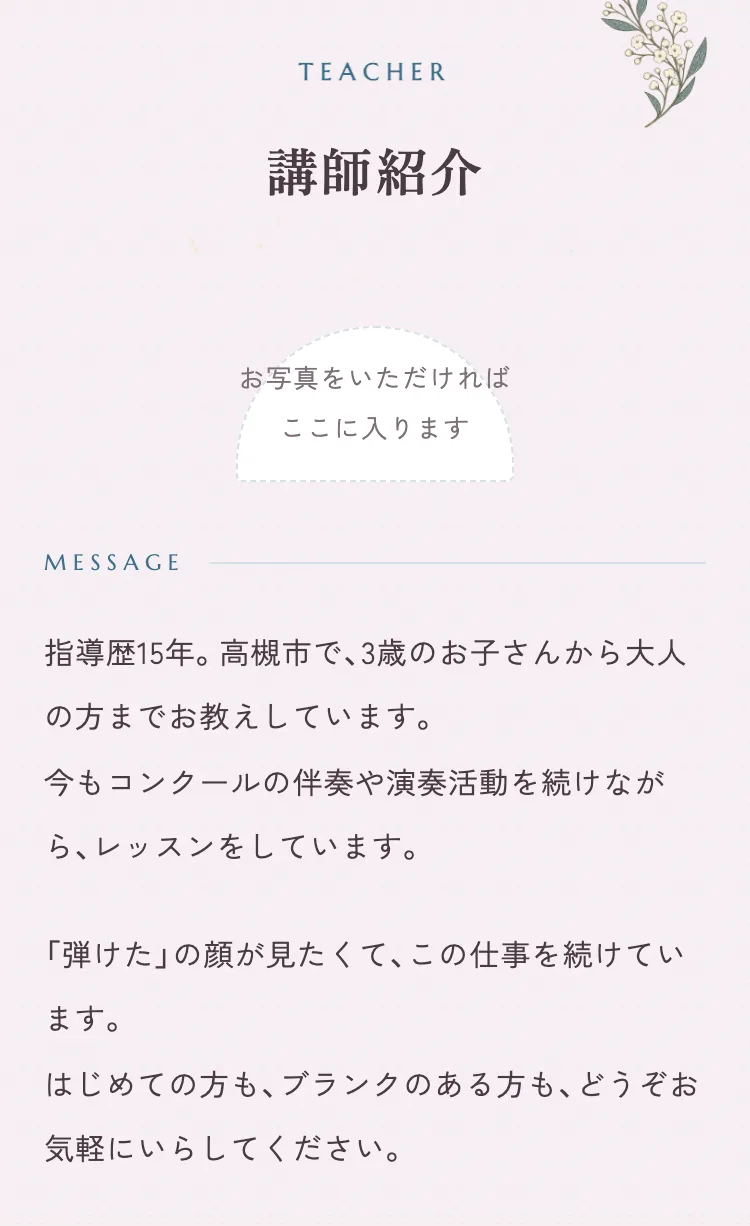 TEACHER
講師紹介
お写真をいただければ
ここに入ります
MESSAGE
指導歴15年。高槻市で、3歳のお子さんから大人
の方までお教えしています。
今もコンクールの伴奏や演奏活動を続けなが
ら、レッスンをしています。
「弾けた」の顔が見たくて、この仕事を続けてい
ます。
はじめての方も、ブランクのある方も、どうぞお
気軽にいらしてください。